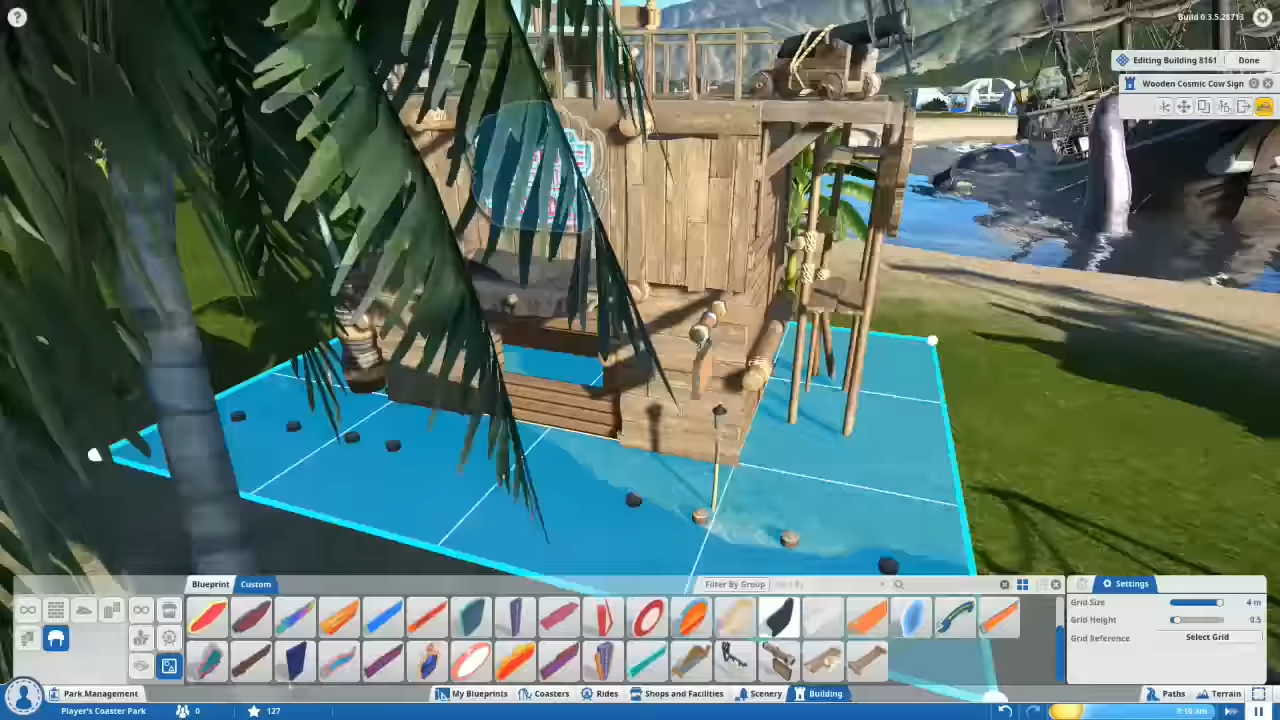 ?
Build 0.3.5.28713
Editing Building 8161 Done
Wooden Cosmic Cow Sign
Blueprint Custom
Filter By Group
Settings
Grid Size 4 m
Grid Height 0.5
Grid Reference Select Grid
Park Management
My Blueprints
Coasters
Rides
Shops and Facilities
Scenery
Building
Paths
Terrain
Player's Coaster Park
0
127